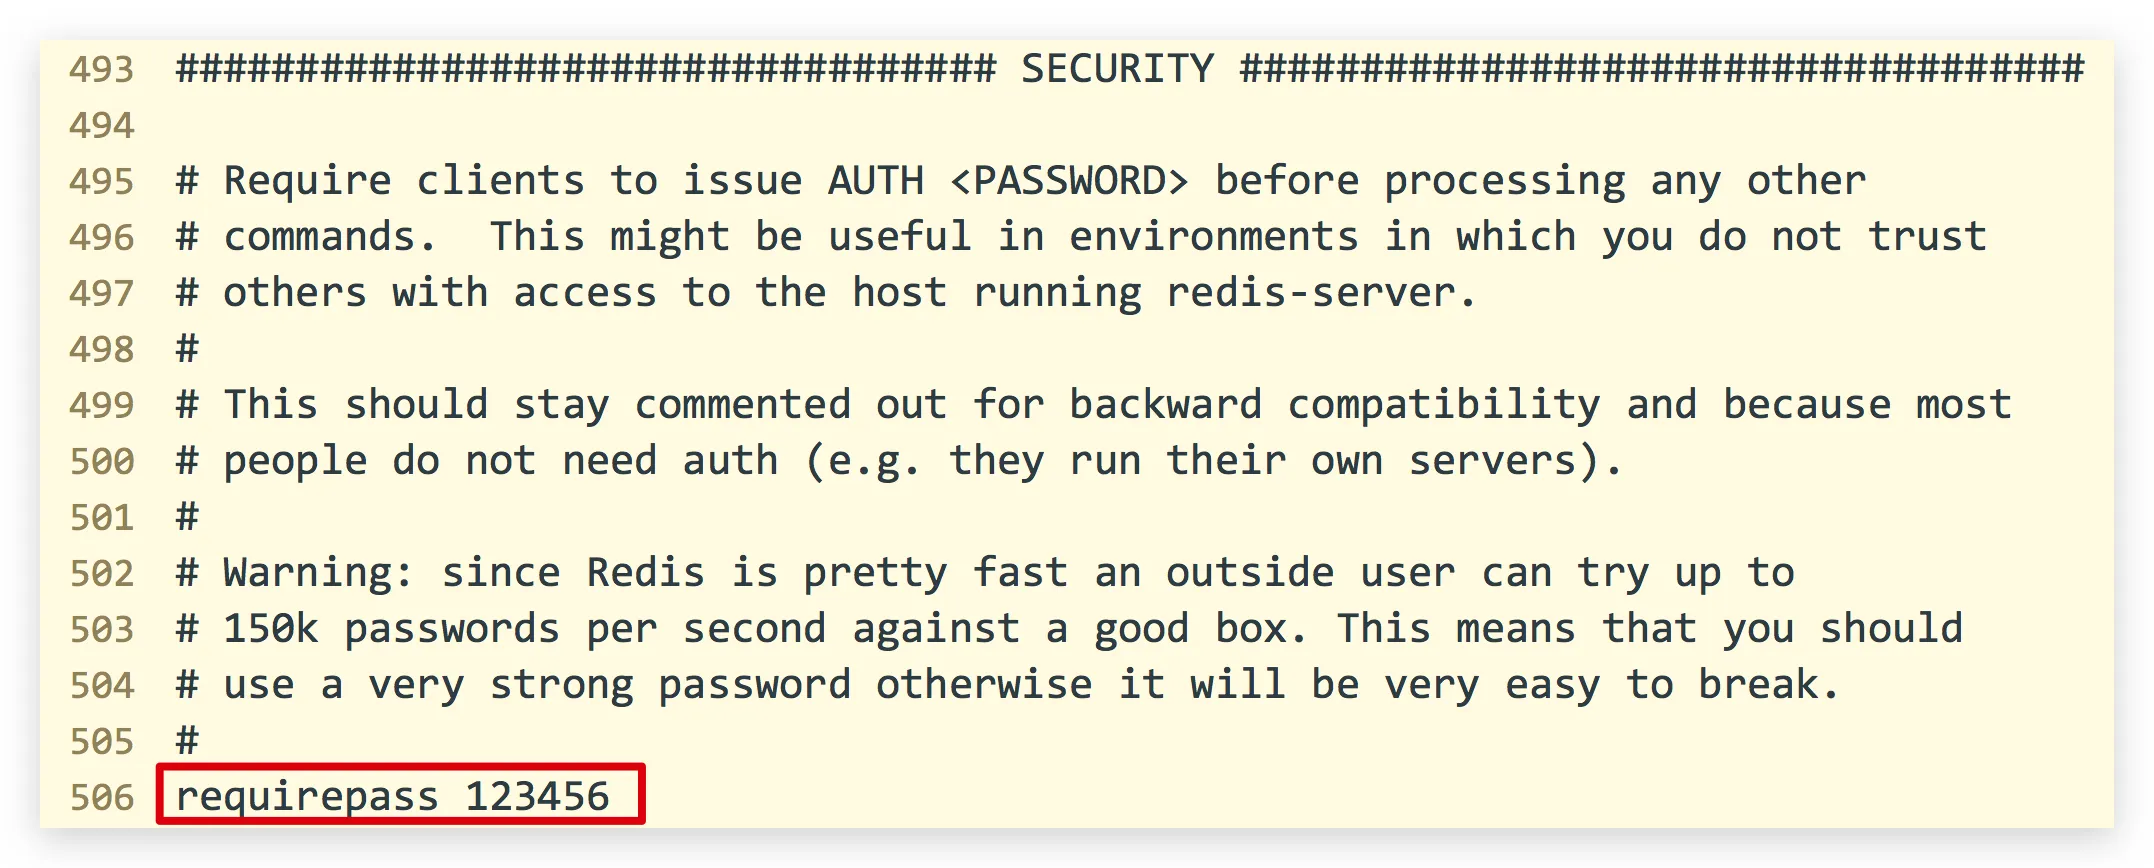 493 ################################## SECURITY ###################################
494
495 # Require clients to issue AUTH <PASSWORD> before processing any other
496 # commands.  This might be useful in environments in which you do not trust
497 # others with access to the host running redis-server.
498 #
499 # This should stay commented out for backward compatibility and because most
500 # people do not need auth (e.g. they run their own servers).
501 #
502 # Warning: since Redis is pretty fast an outside user can try up to
503 # 150k passwords per second against a good box. This means that you should
504 # use a very strong password otherwise it will be very easy to break.
505 #
506 requirepass 123456